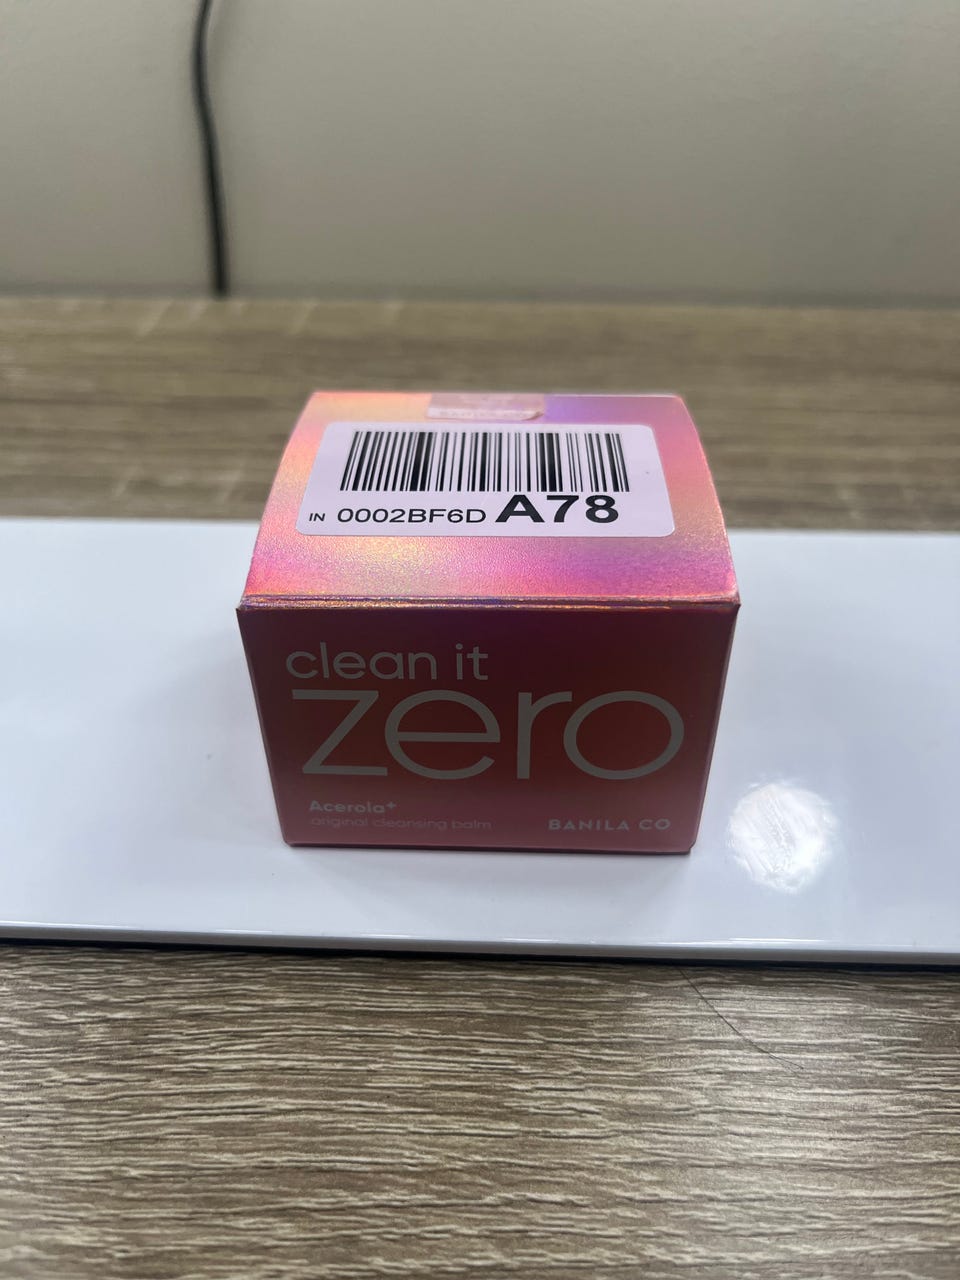 IN 0002BF6D A78
clean it
zero
Acerola+
original cleansing balm
BANILA CO